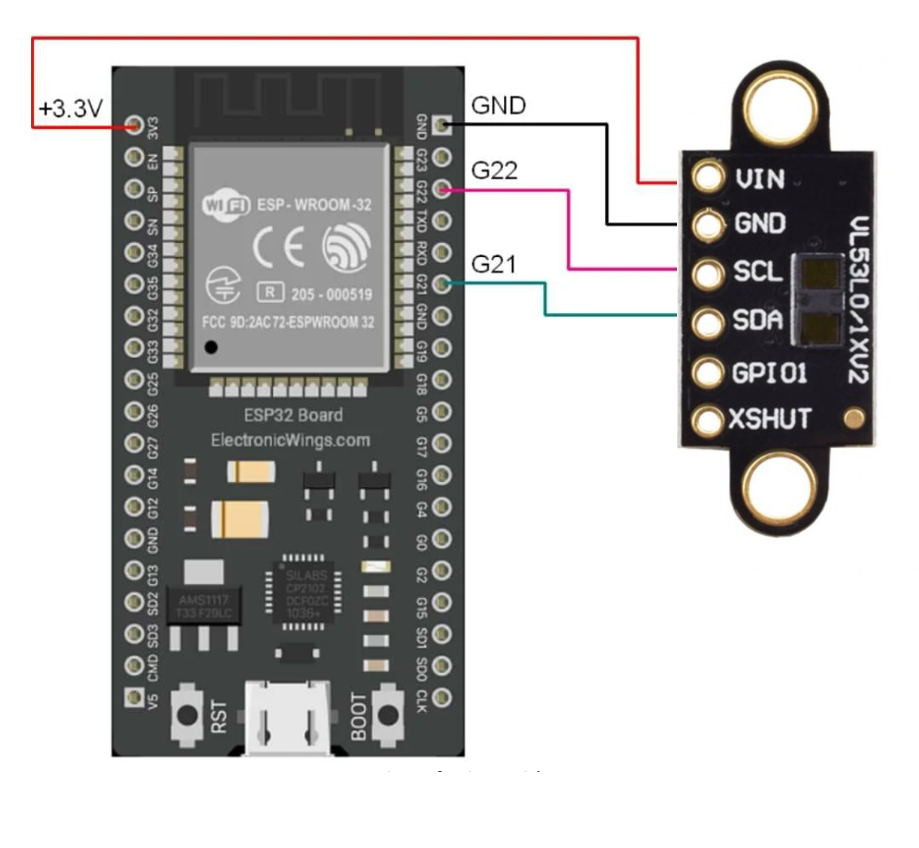 +3.3V
GND
G22
G21
3V3
EN
SP
SN
G34
G35
G32
G33
G25
G26
G27
G14
G12
GND
G13
SD2
SD3
CMD
V5
GND
G23
G22
TXD
RXD
G21
GND
G19
G18
G5
G17
G16
G4
G0
G2
G15
SD1
SD0
CLK
WiFi ESP-WROOM-32
CE
R 205-000519
FCC 9D:2AC72-ESPWROOM 32
ESP32 Board
ElectronicWings.com
AMS1117
SILABS
CP2102
DCF0ZC
1036+
RST
BOOT
VIN
GND
SCL
SDA
GPIO1
XSHUT
VL53L0/1XV2